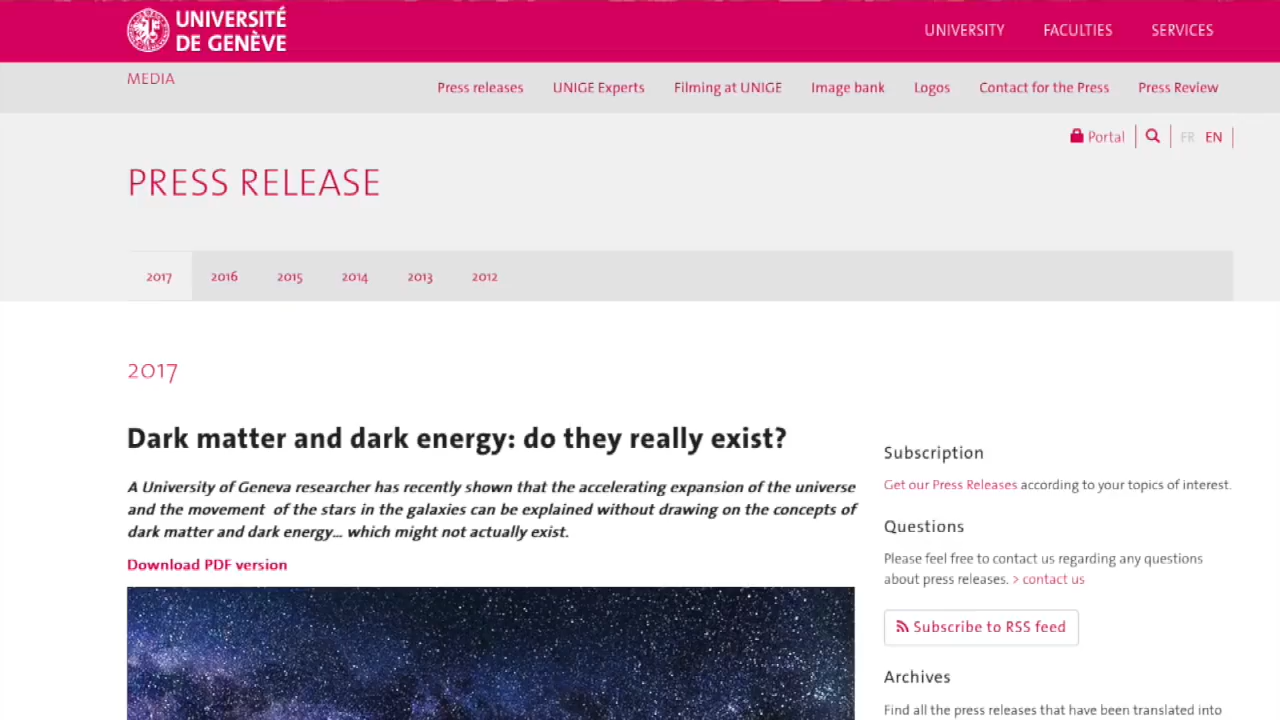 UNIVERSITÉ
DE GENÈVE
UNIVERSITY FACULTIES SERVICES
MEDIA
Press releases UNIGE Experts Filming at UNIGE Image bank Logos Contact for the Press Press Review
Portal FR EN
PRESS RELEASE
2017 2016 2015 2014 2013 2012
2017
Dark matter and dark energy: do they really exist?
A University of Geneva researcher has recently shown that the accelerating expansion of the universe
and the movement of the stars in the galaxies can be explained without drawing on the concepts of
dark matter and dark energy… which might not actually exist.
Download PDF version
Subscription
Get our Press Releases according to your topics of interest.
Questions
Please feel free to contact us regarding any questions
about press releases. > contact us
Subscribe to RSS feed
Archives
Find all the press releases that have been translated into